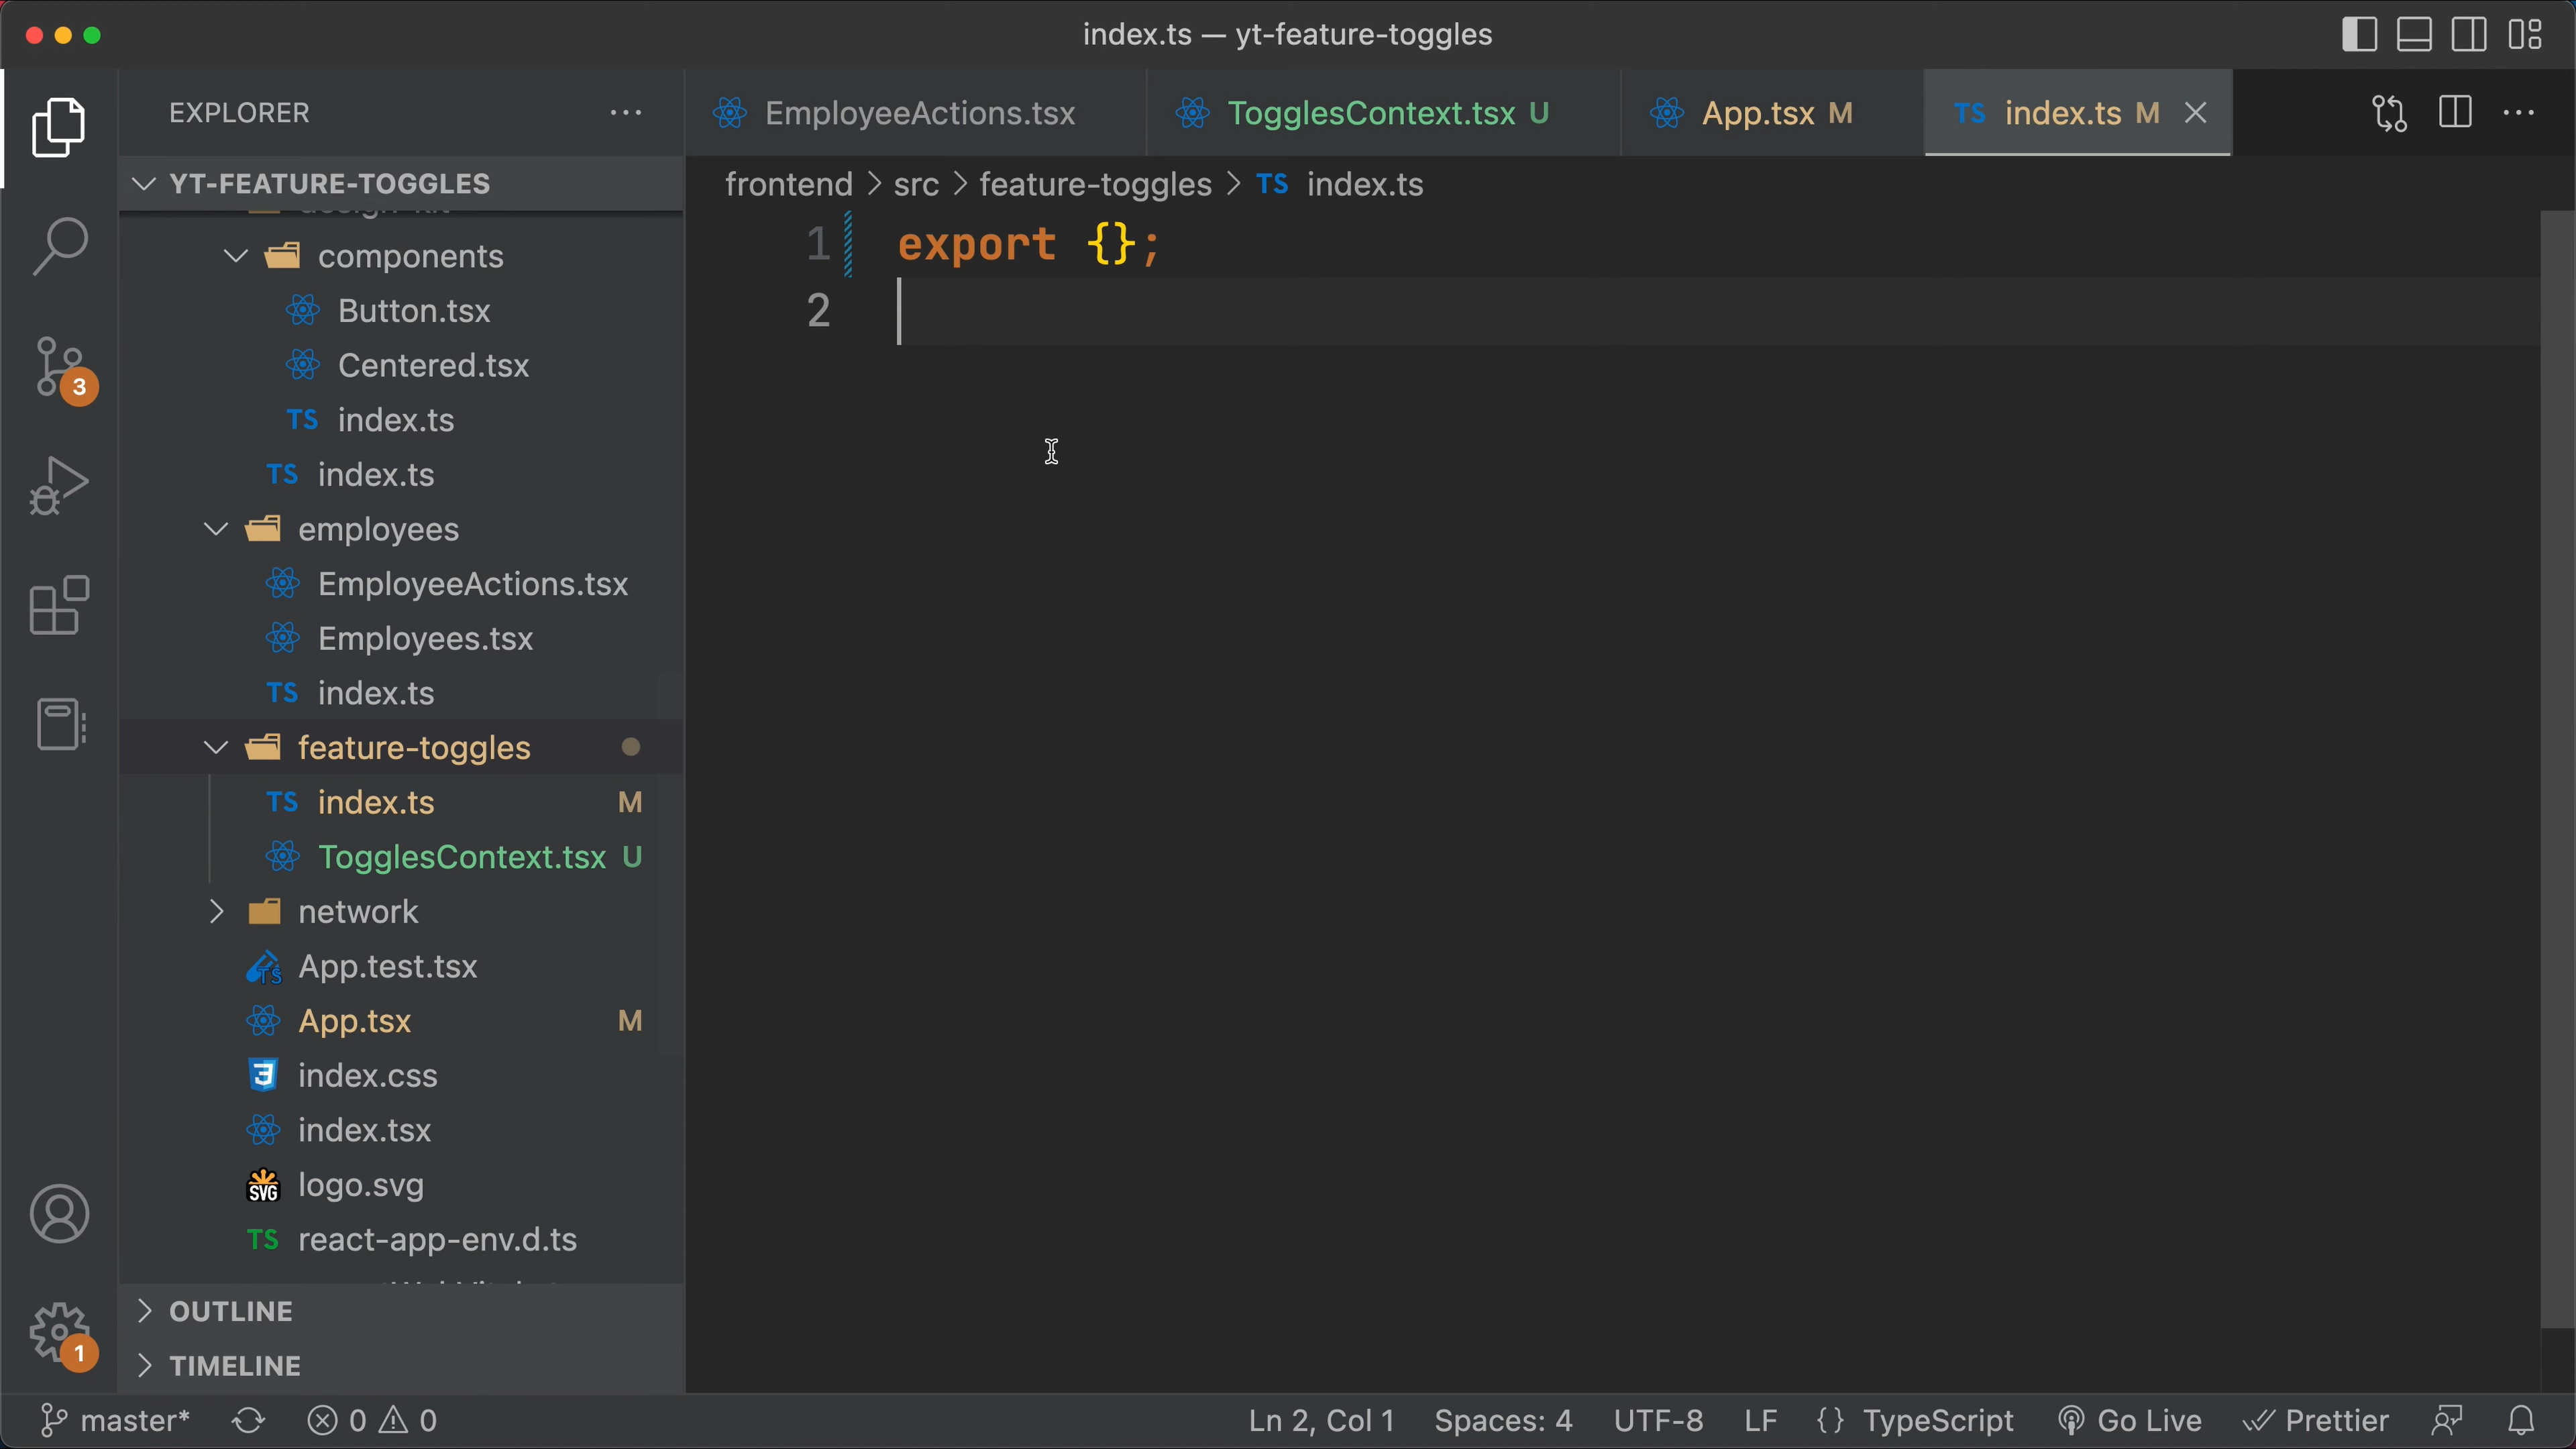 index.ts — yt-feature-toggles
EXPLORER
EmployeeActions.tsx
TogglesContext.tsx U
App.tsx M
TS index.ts M
YT-FEATURE-TOGGLES
frontend > src > feature-toggles > TS index.ts
components
Button.tsx
Centered.tsx
TS index.ts
TS index.ts
employees
EmployeeActions.tsx
Employees.tsx
TS index.ts
feature-toggles
TS index.ts M
TogglesContext.tsx U
network
TS App.test.tsx
App.tsx M
3 index.css
index.tsx
SVG logo.svg
TS react-app-env.d.ts
OUTLINE
TIMELINE
1 export {};
2
3
1
master* 0 0
Ln 2, Col 1 Spaces: 4 UTF-8 LF {} TypeScript Go Live Prettier